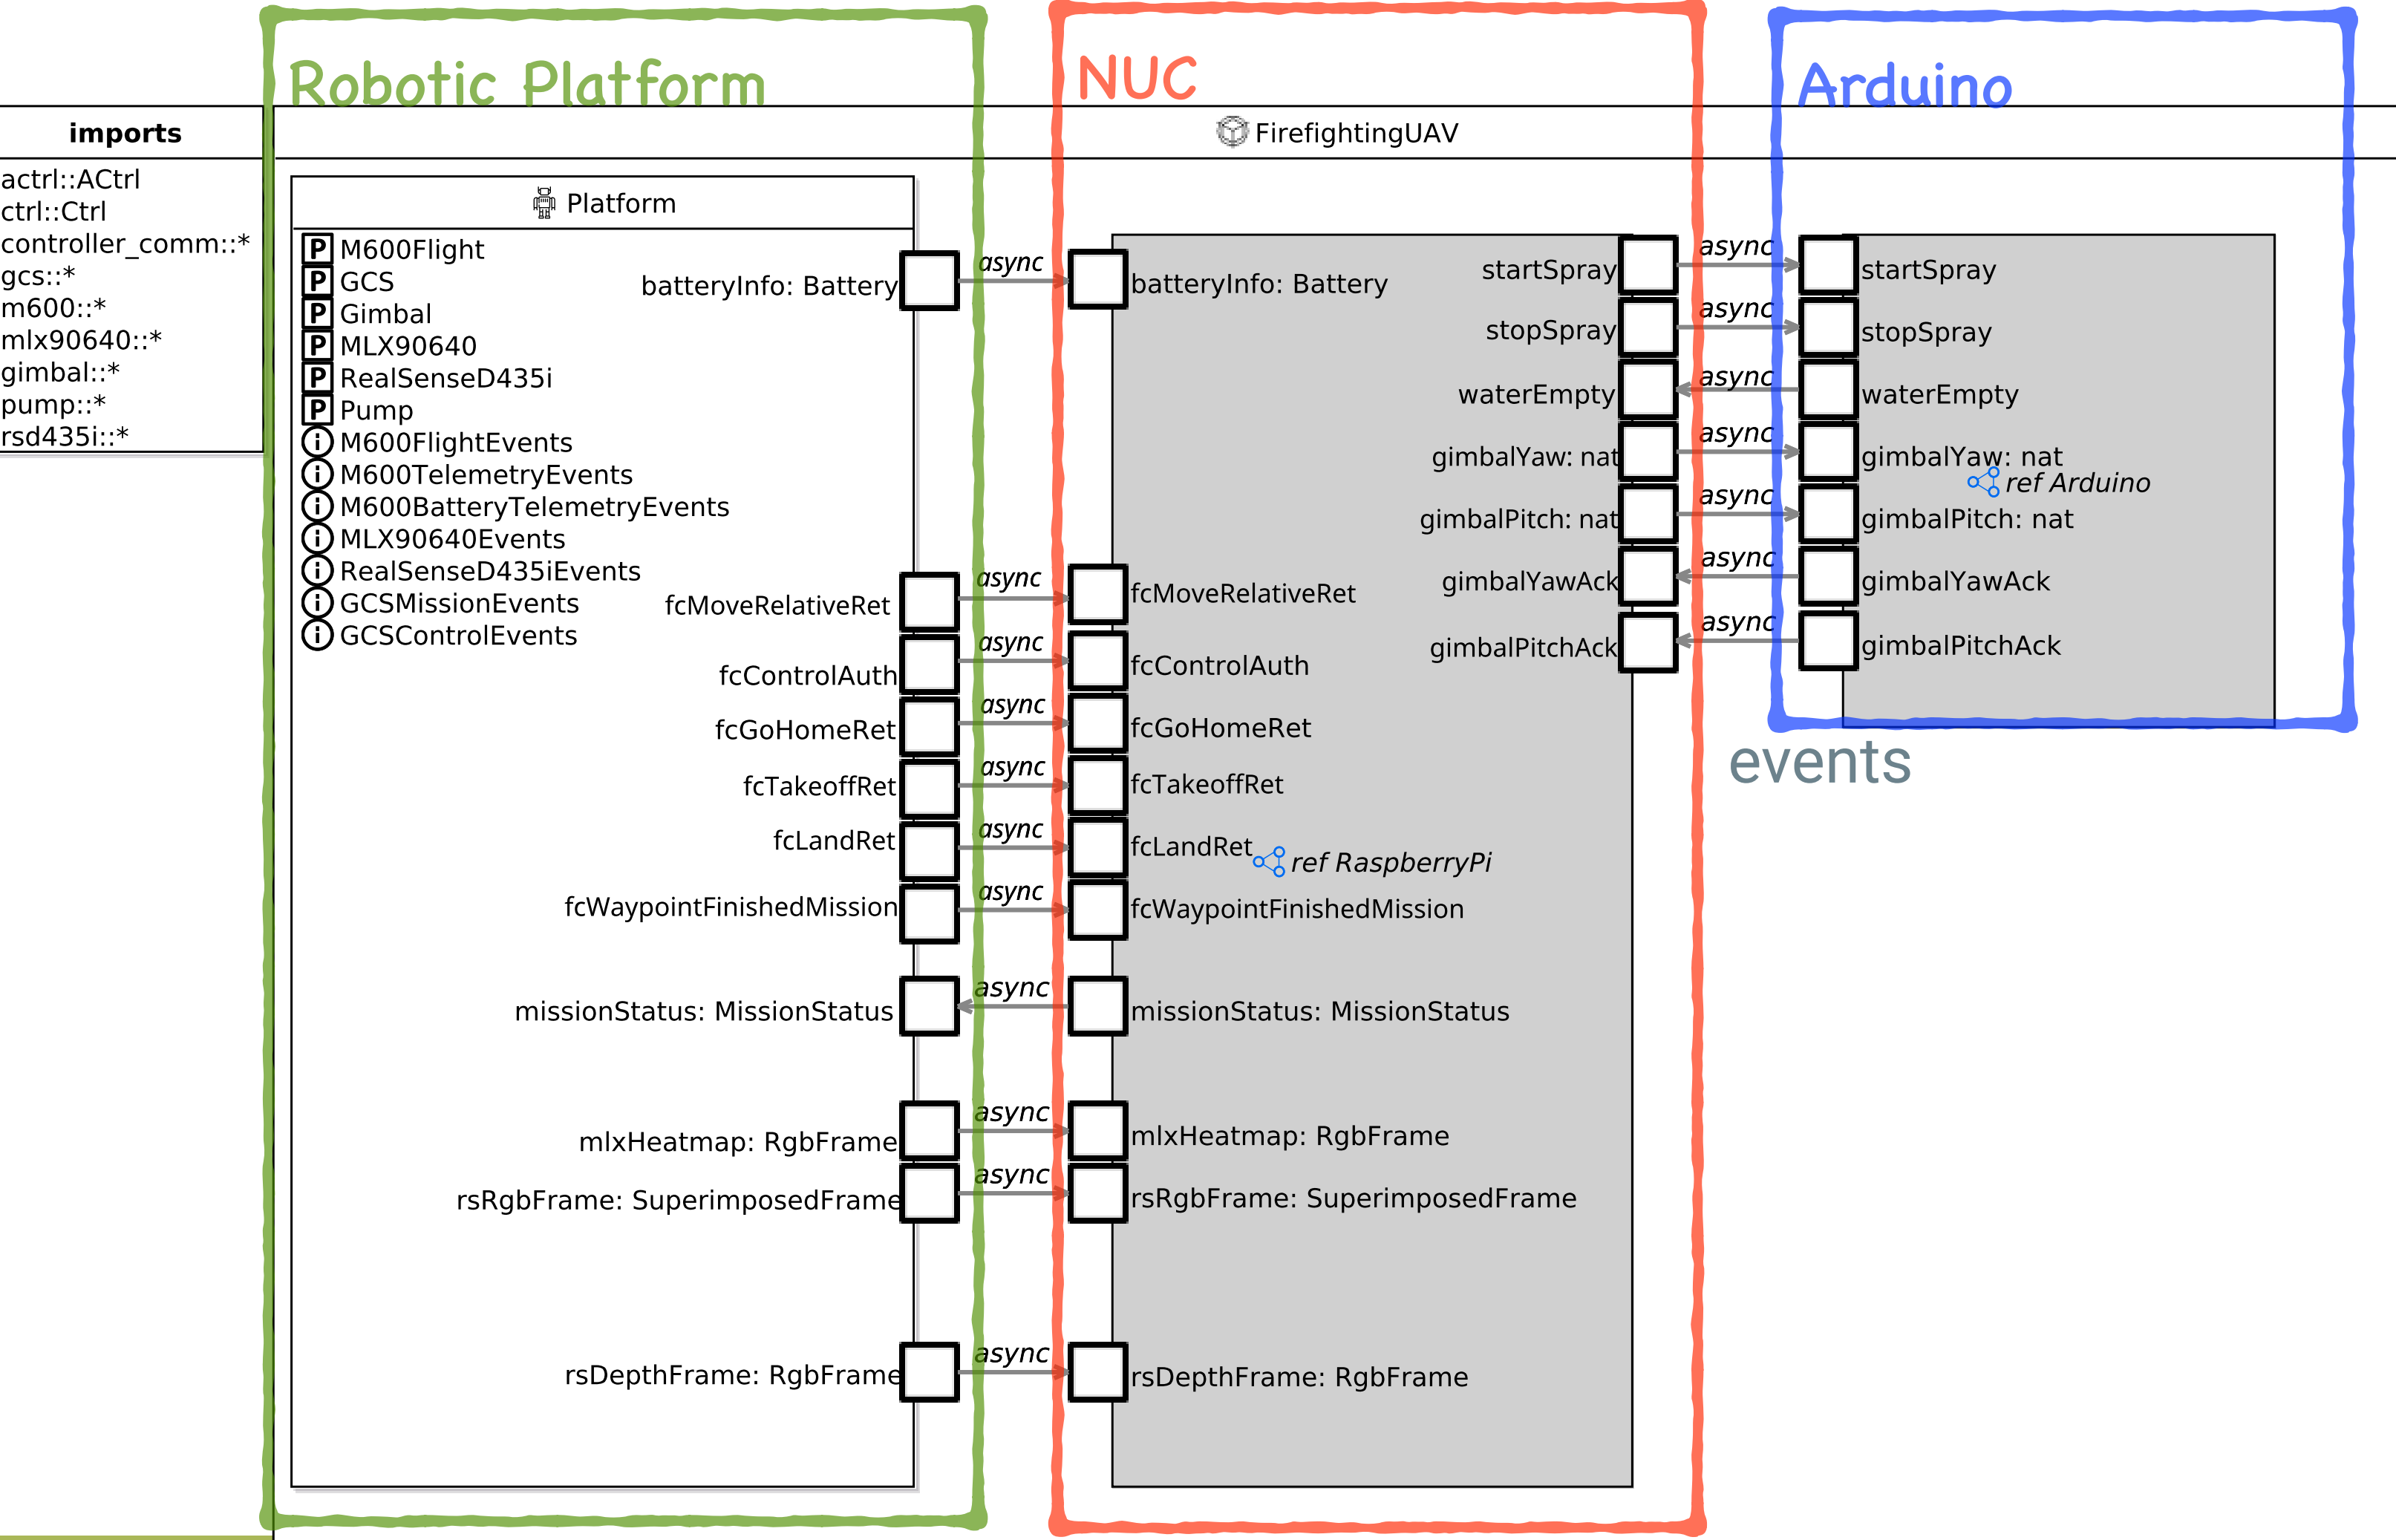 Robotic Platform
NUC
Arduino
imports
actrl::ACtrl
ctrl::Ctrl
controller_comm::*
gcs::*
m600::*
mlx90640::*
gimbal::*
pump::*
rsd435i::*
FirefightingUAV
Platform
P M600Flight
P GCS
P Gimbal
P MLX90640
P RealSenseD435i
P Pump
i M600FlightEvents
i M600TelemetryEvents
i M600BatteryTelemetryEvents
i MLX90640Events
i RealSenseD435iEvents
i GCSMissionEvents
i GCSControlEvents
batteryInfo: Battery
fcMoveRelativeRet
fcControlAuth
fcGoHomeRet
fcTakeoffRet
fcLandRet
fcWaypointFinishedMission
missionStatus: MissionStatus
mlxHeatmap: RgbFrame
rsRgbFrame: SuperimposedFrame
rsDepthFrame: RgbFrame
async
async
async
async
async
async
async
async
async
async
async
batteryInfo: Battery
fcMoveRelativeRet
fcControlAuth
fcGoHomeRet
fcTakeoffRet
fcLandRet
ref RaspberryPi
fcWaypointFinishedMission
missionStatus: MissionStatus
mlxHeatmap: RgbFrame
rsRgbFrame: SuperimposedFrame
rsDepthFrame: RgbFrame
startSpray
stopSpray
waterEmpty
gimbalYaw: nat
gimbalPitch: nat
gimbalYawAck
gimbalPitchAck
async
async
async
async
async
async
async
startSpray
stopSpray
waterEmpty
gimbalYaw: nat
ref Arduino
gimbalPitch: nat
gimbalYawAck
gimbalPitchAck
events